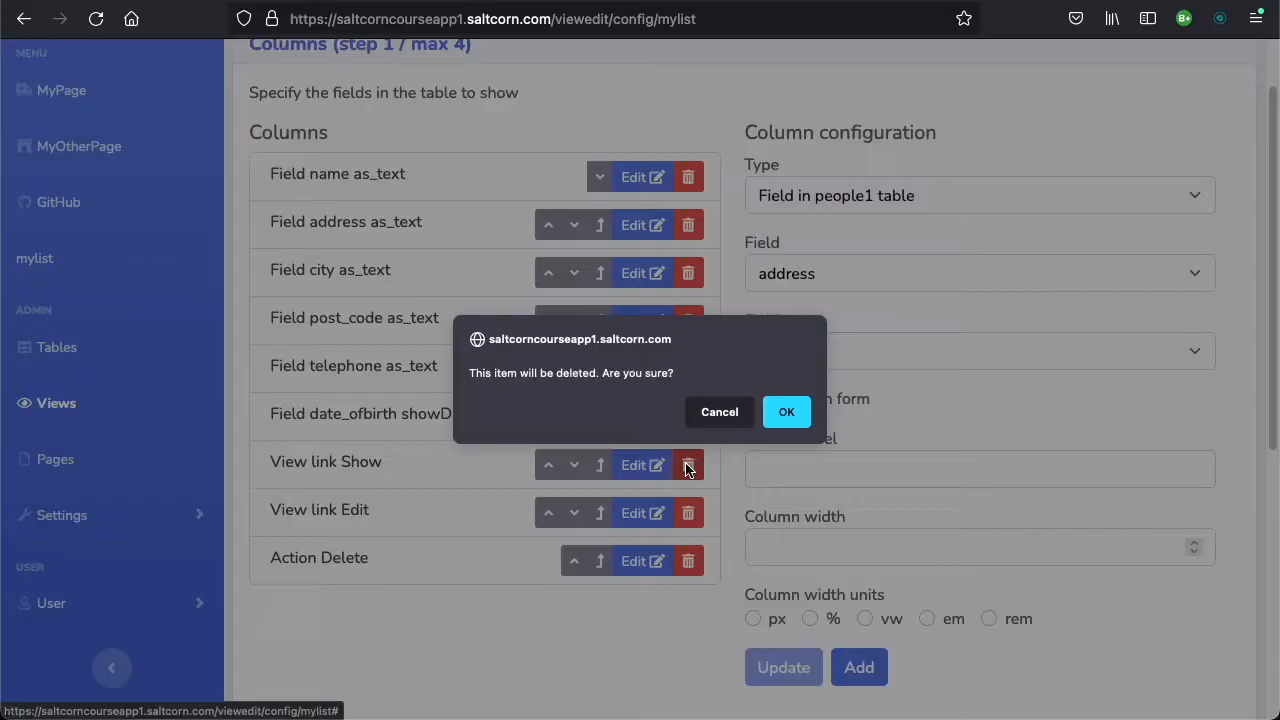 https://saltcorncourseapp1.saltcorn.com/viewedit/config/mylist
MENU
MyPage
MyOtherPage
GitHub
mylist
ADMIN
Tables
Views
Pages
Settings
USER
User
Columns (step 1 / max 4)
Specify the fields in the table to show
Columns
Field name as_text
Edit
Field address as_text
Edit
Field city as_text
Edit
Field post_code as_text
Field telephone as_text
Field date_ofbirth showD
View link Show
Edit
View link Edit
Edit
Action Delete
Edit
Column configuration
Type
Field in people1 table
Field
address
n form
el
Column width
Column width units
px
%
vw
em
rem
Update
Add
saltcorncourseapp1.saltcorn.com
This item will be deleted. Are you sure?
Cancel
OK
https://saltcorncourseapp1.saltcorn.com/viewedit/config/mylist#